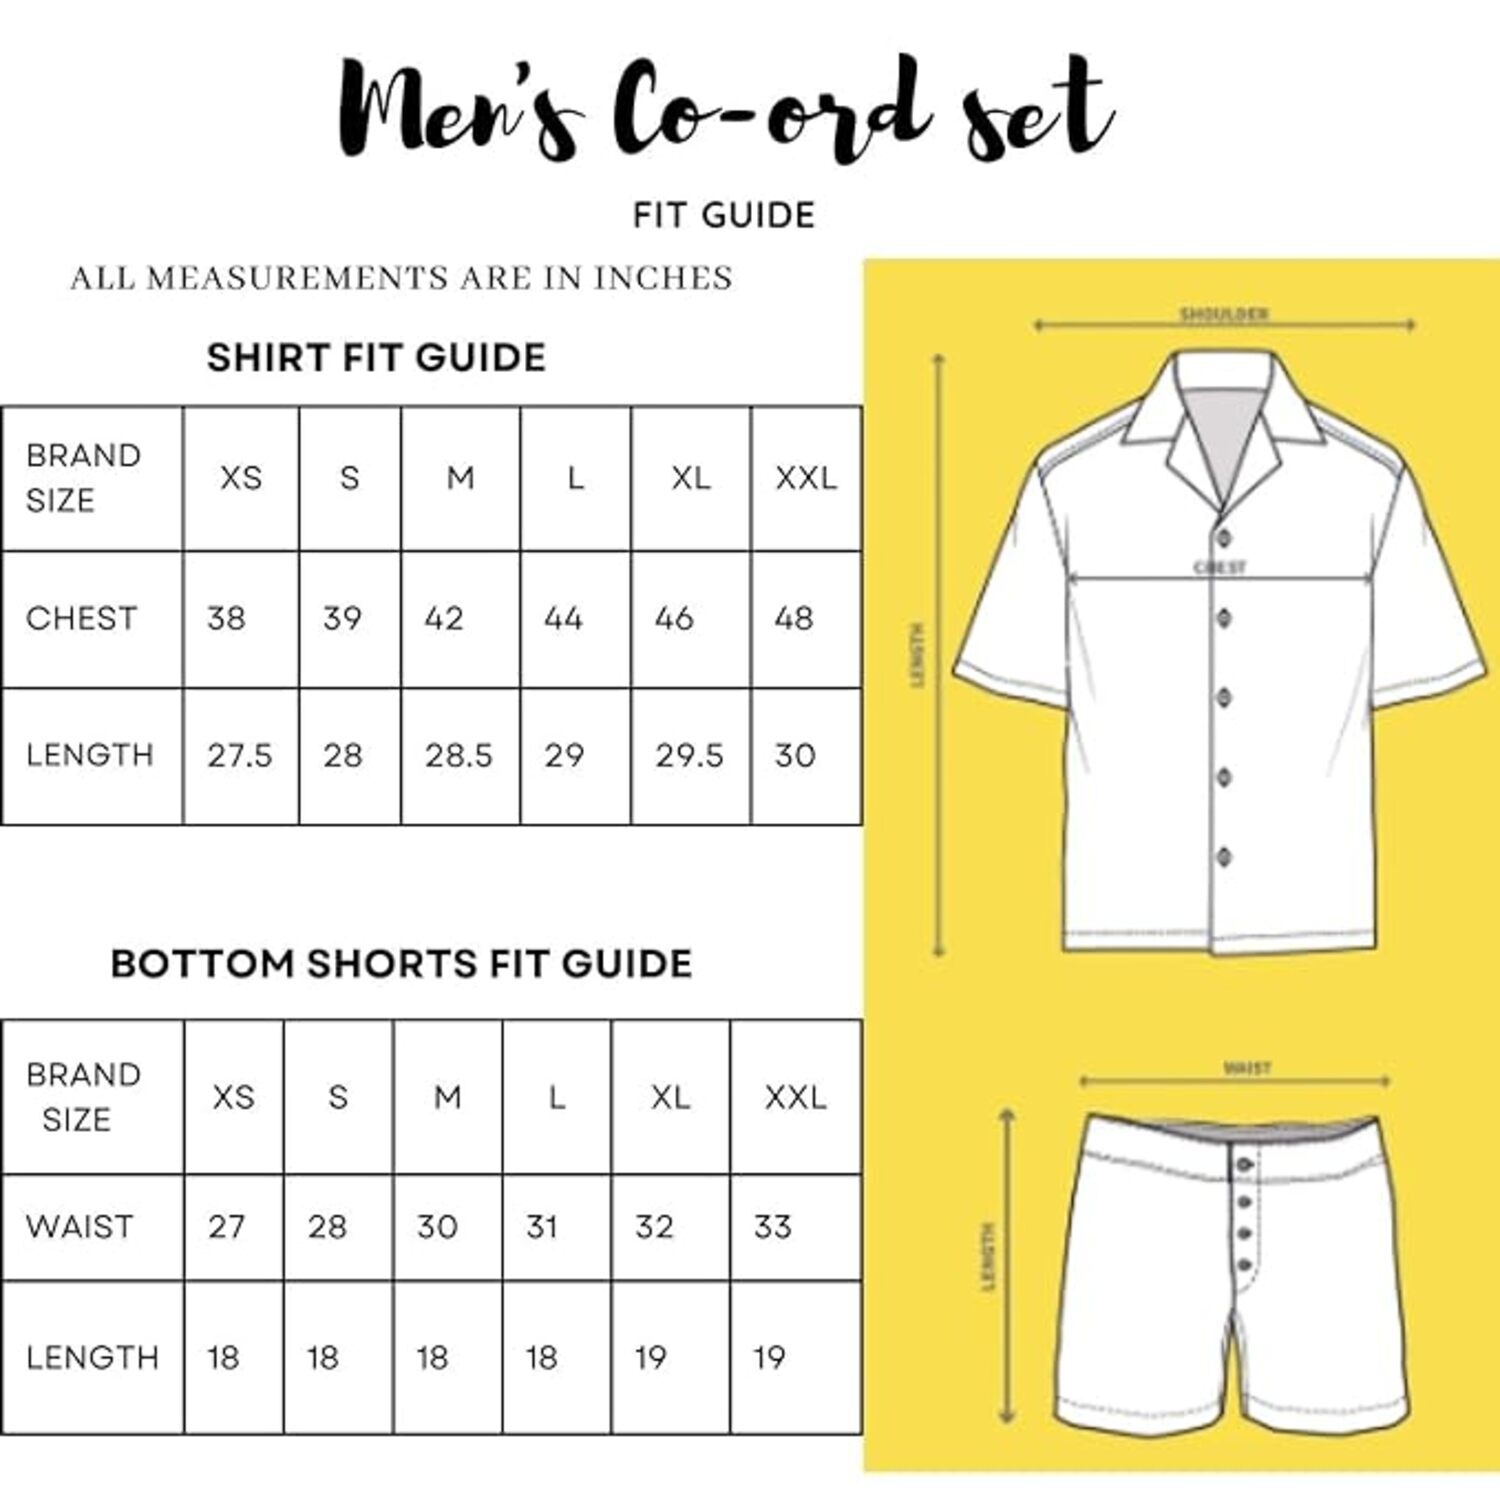 Men's Co-ord set
FIT GUIDE
ALL MEASUREMENTS ARE IN INCHES
SHIRT FIT GUIDE
BRAND SIZE XS S M L XL XXL
CHEST 38 39 42 44 46 48
LENGTH 27.5 28 28.5 29 29.5 30
BOTTOM SHORTS FIT GUIDE
BRAND SIZE XS S M L XL XXL
WAIST 27 28 30 31 32 33
LENGTH 18 18 18 18 19 19
SHOULDER
CHEST
LENGTH
WAIST
LENGTH